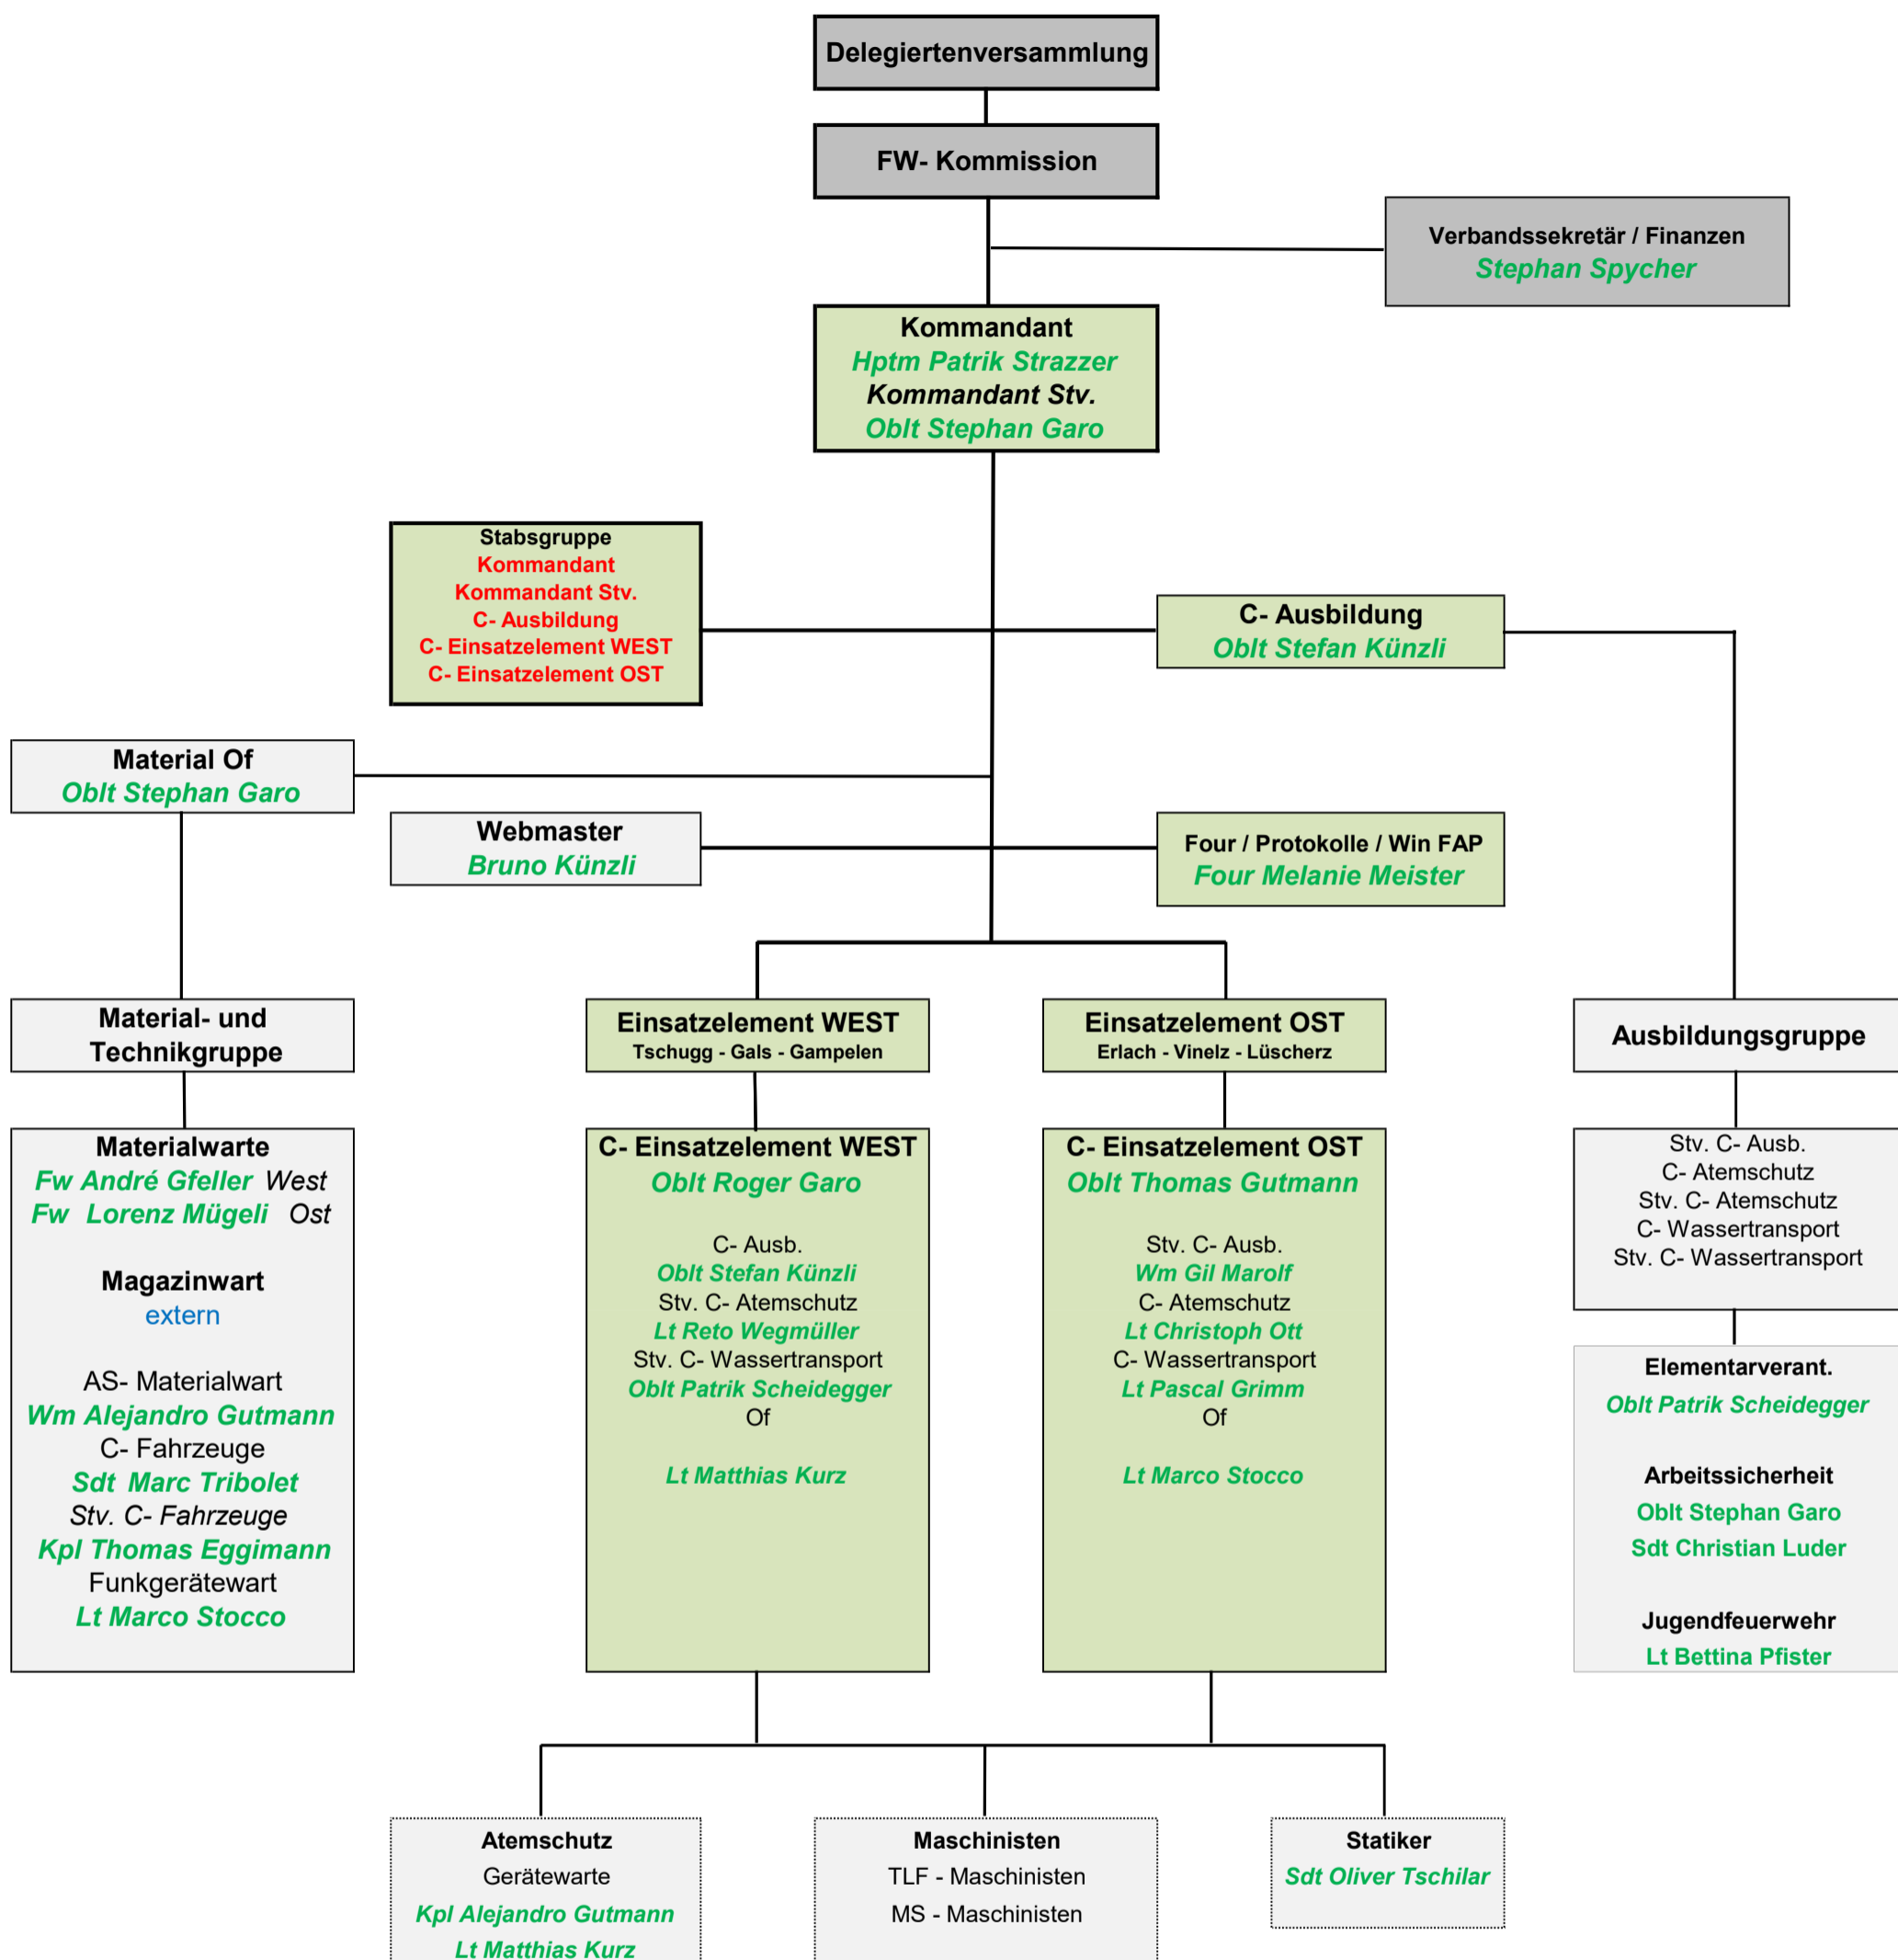 Delegiertenversammlung
FW- Kommission
Verbandssekretär / Finanzen
Stephan Spycher
Kommandant
Hptm Patrik Strazzer
Kommandant Stv.
Oblt Stephan Garo
Stabsgruppe
Kommandant
Kommandant Stv.
C- Ausbildung
C- Einsatzelement WEST
C- Einsatzelement OST
C- Ausbildung
Oblt Stefan Künzli
Material Of
Oblt Stephan Garo
Webmaster
Bruno Künzli
Four / Protokolle / Win FAP
Four Melanie Meister
Material- und
Technikgruppe
Einsatzelement WEST
Tschugg - Gals - Gampelen
Einsatzelement OST
Erlach - Vinelz - Lüscherz
Ausbildungsgruppe
Materialwarte
Fw André Gfeller West
Fw Lorenz Mügeli Ost
Magazinwart
extern
AS- Materialwart
Wm Alejandro Gutmann
C- Fahrzeuge
Sdt Marc Tribolet
Stv. C- Fahrzeuge
Kpl Thomas Eggimann
Funkgerätewart
Lt Marco Stocco
C- Einsatzelement WEST
Oblt Roger Garo
C- Ausb.
Oblt Stefan Künzli
Stv. C- Atemschutz
Lt Reto Wegmüller
Stv. C- Wassertransport
Oblt Patrik Scheidegger
Of
Lt Matthias Kurz
C- Einsatzelement OST
Oblt Thomas Gutmann
Stv. C- Ausb.
Wm Gil Marolf
C- Atemschutz
Lt Christoph Ott
C- Wassertransport
Lt Pascal Grimm
Of
Lt Marco Stocco
Stv. C- Ausb.
C- Atemschutz
Stv. C- Atemschutz
C- Wassertransport
Stv. C- Wassertransport
Elementarverant.
Oblt Patrik Scheidegger
Arbeitssicherheit
Oblt Stephan Garo
Sdt Christian Luder
Jugendfeuerwehr
Lt Bettina Pfister
Atemschutz
Gerätewarte
Kpl Alejandro Gutmann
Lt Matthias Kurz
Maschinisten
TLF - Maschinisten
MS - Maschinisten
Statiker
Sdt Oliver Tschilar